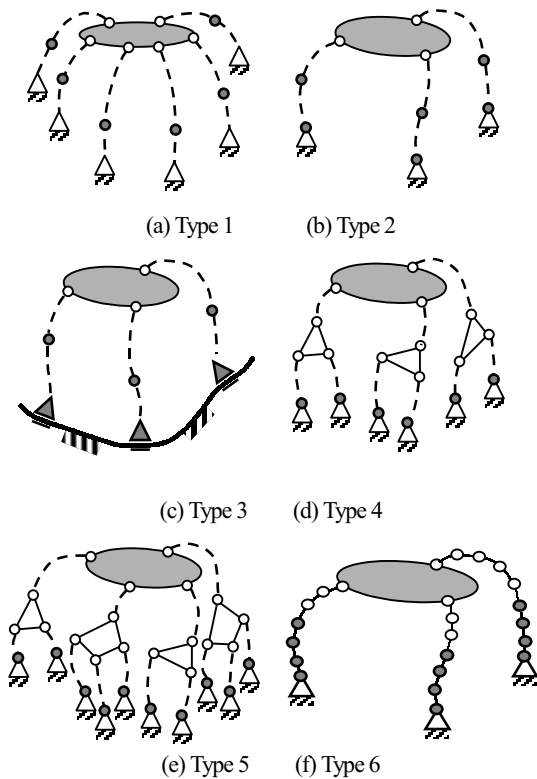 (a) Type 1
(b) Type 2
(c) Type 3
(d) Type 4
(e) Type 5
(f) Type 6